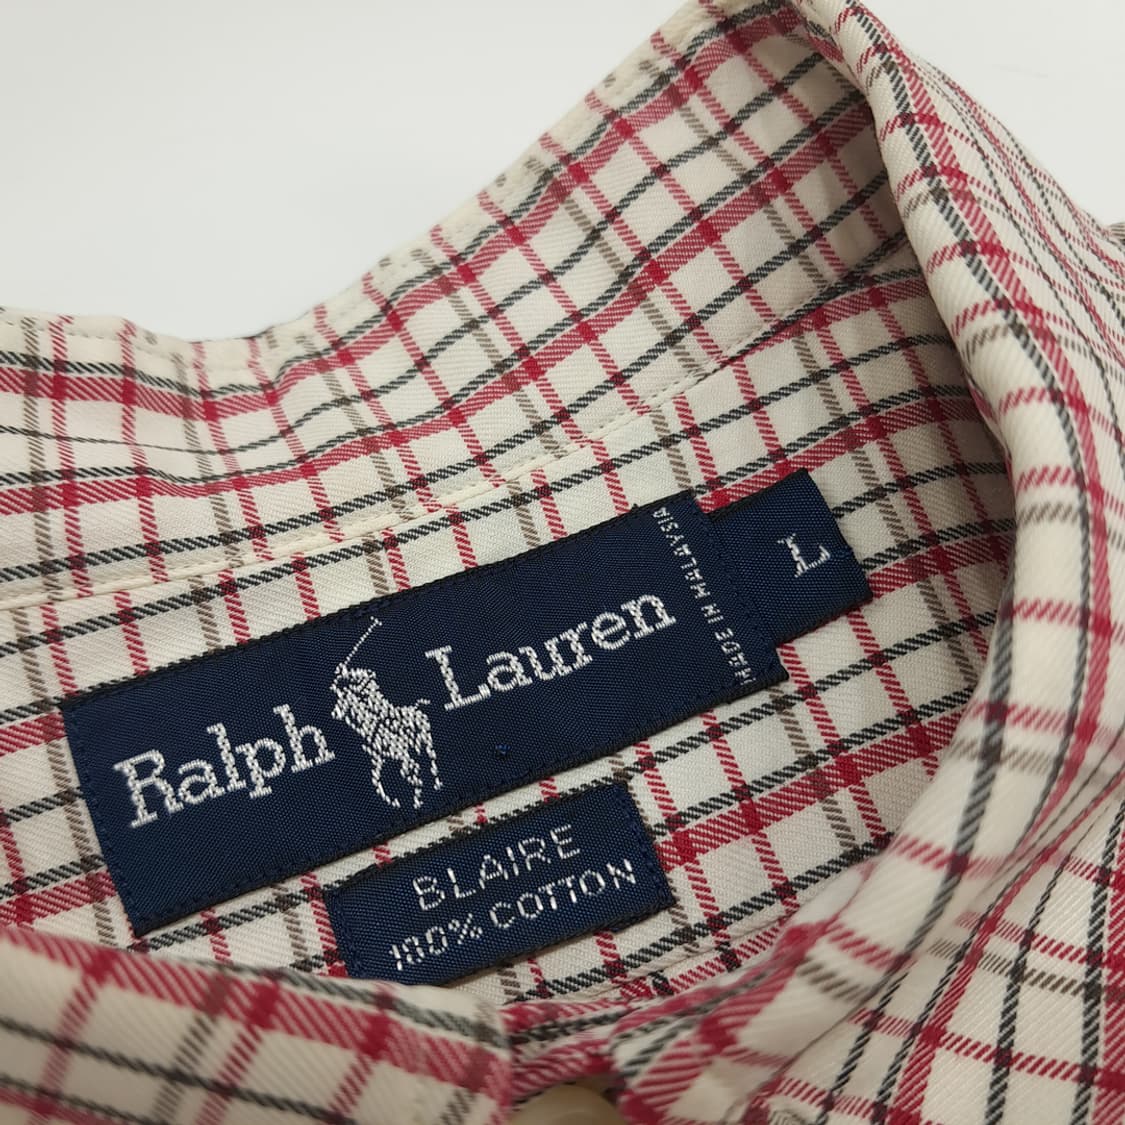 Ralph Lauren
MADE IN MALAYSIA
L
BLAIRE
100% COTTON